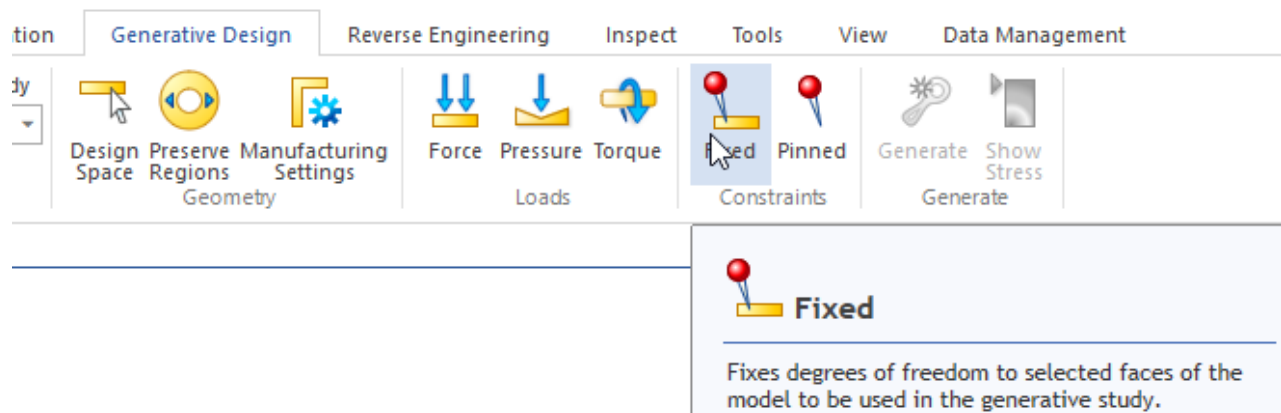 tion Generative Design Reverse Engineering Inspect Tools View Data Management
dy
Design Preserve Manufacturing Force Pressure Torque Fixed Pinned Generate Show
Space Regions Settings Stress
Geometry Loads Constraints Generate
Fixed
Fixes degrees of freedom to selected faces of the
model to be used in the generative study.